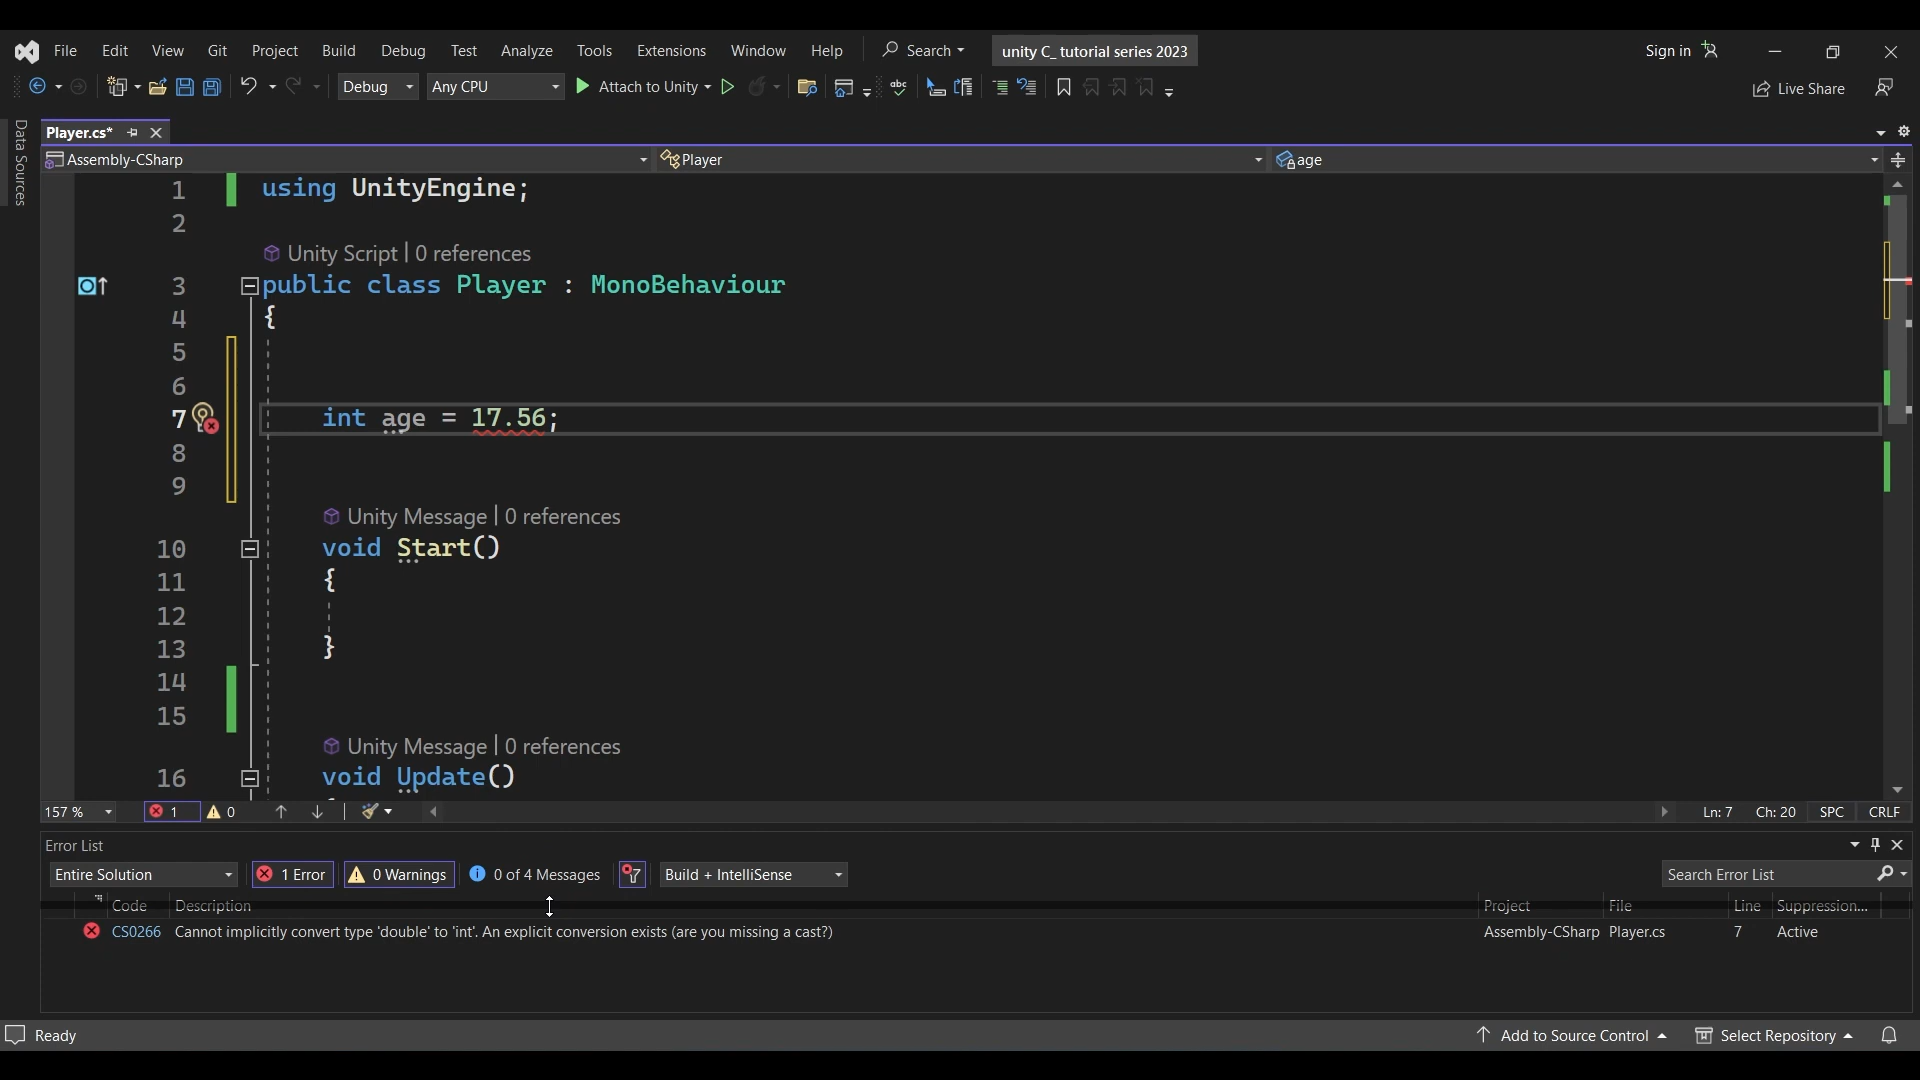 File Edit View Git Project Build Debug Test Analyze Tools Extensions Window Help Search unity C_ tutorial series 2023 Sign in
Debug Any CPU Attach to Unity abc Live Share
Data Sources
Player.cs*
Assembly-CSharp Player age
1 using UnityEngine;
2
Unity Script | 0 references
3 public class Player : MonoBehaviour
4 {
5
6
7 int age = 17.56;
8
9
Unity Message | 0 references
10 void Start()
11 {
12
13 }
14
15
Unity Message | 0 references
16 void Update()
157 % 1 0 Ln: 7 Ch: 20 SPC CRLF
Error List
Entire Solution 1 Error 0 Warnings 0 of 4 Messages Build + IntelliSense Search Error List
Code Description Project File Line Suppression...
CS0266 Cannot implicitly convert type 'double' to 'int'. An explicit conversion exists (are you missing a cast?) Assembly-CSharp Player.cs 7 Active
Ready Add to Source Control Select Repository